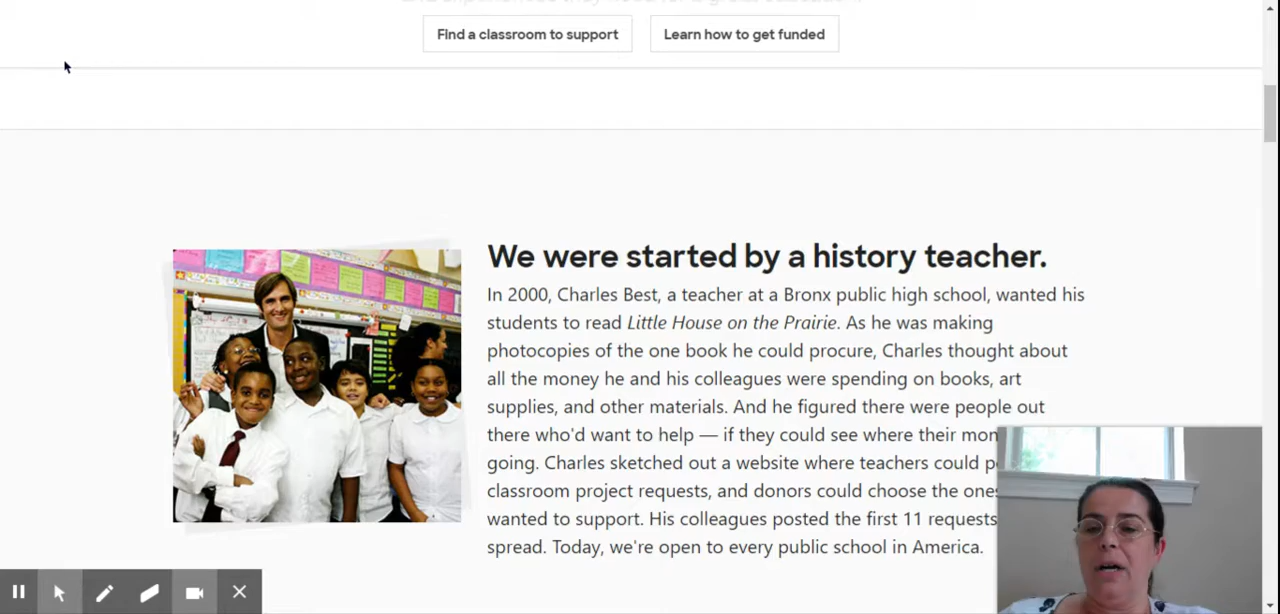 Find a classroom to support Learn how to get funded
We were started by a history teacher.
In 2000, Charles Best, a teacher at a Bronx public high school, wanted his
students to read Little House on the Prairie. As he was making
photocopies of the one book he could procure, Charles thought about
all the money he and his colleagues were spending on books, art
supplies, and other materials. And he figured there were people out
there who'd want to help — if they could see where their
going. Charles sketched out a website where teachers could
classroom project requests, and donors could choose the
wanted to support. His colleagues posted the first 11 requests
spread. Today, we're open to every public school in America.